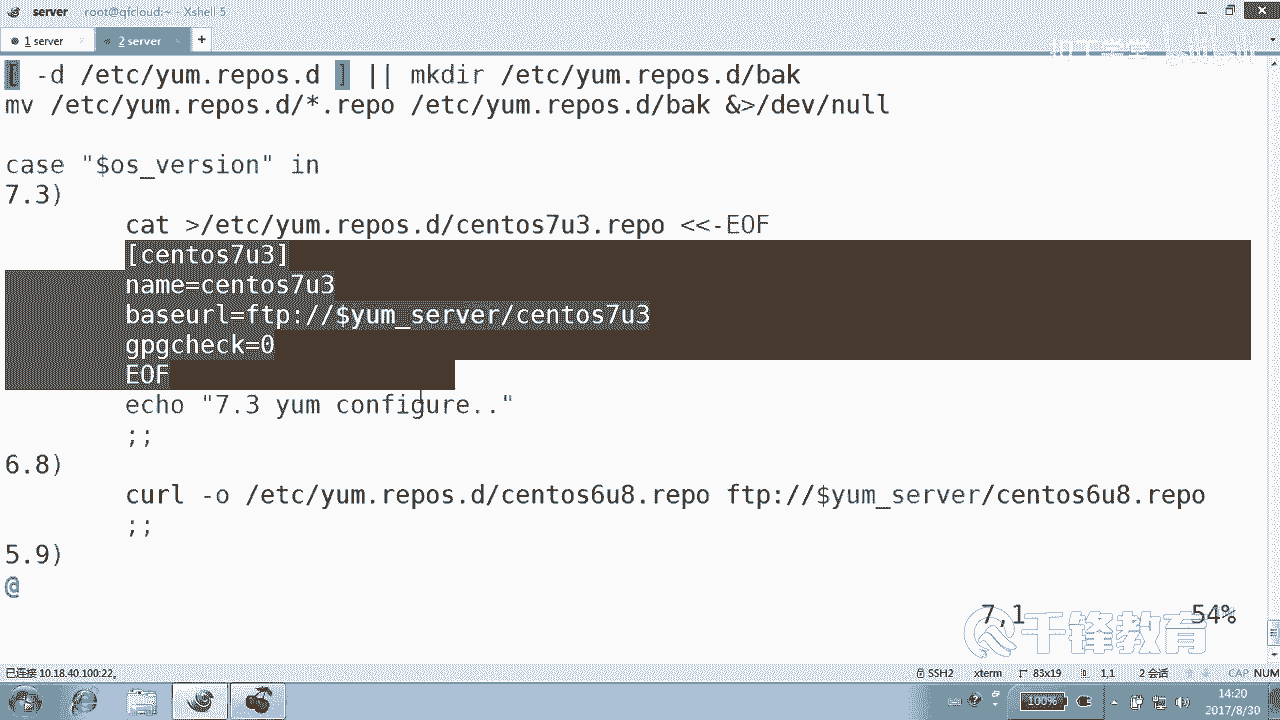 server root@qfcloud:~ - Xshell 5
1 server
2 server
+
[ -d /etc/yum.repos.d ] || mkdir /etc/yum.repos.d/bak
mv /etc/yum.repos.d/*.repo /etc/yum.repos.d/bak &>/dev/null
case "$os_version" in
7.3)
cat >/etc/yum.repos.d/centos7u3.repo <<-EOF
[centos7u3]
name=centos7u3
baseurl=ftp://$yum_server/centos7u3
gpgcheck=0
EOF
echo "7.3 yum configure.."
;;
6.8)
curl -o /etc/yum.repos.d/centos6u8.repo ftp://$yum_server/centos6u8.repo
;;
5.9)
@
7,1 54%
千锋教育
已连接 10.18.40.100:22。
SSH2 xterm 83x19 1,1 2 会话 CAP NUM
100%
14:20
2017/8/30